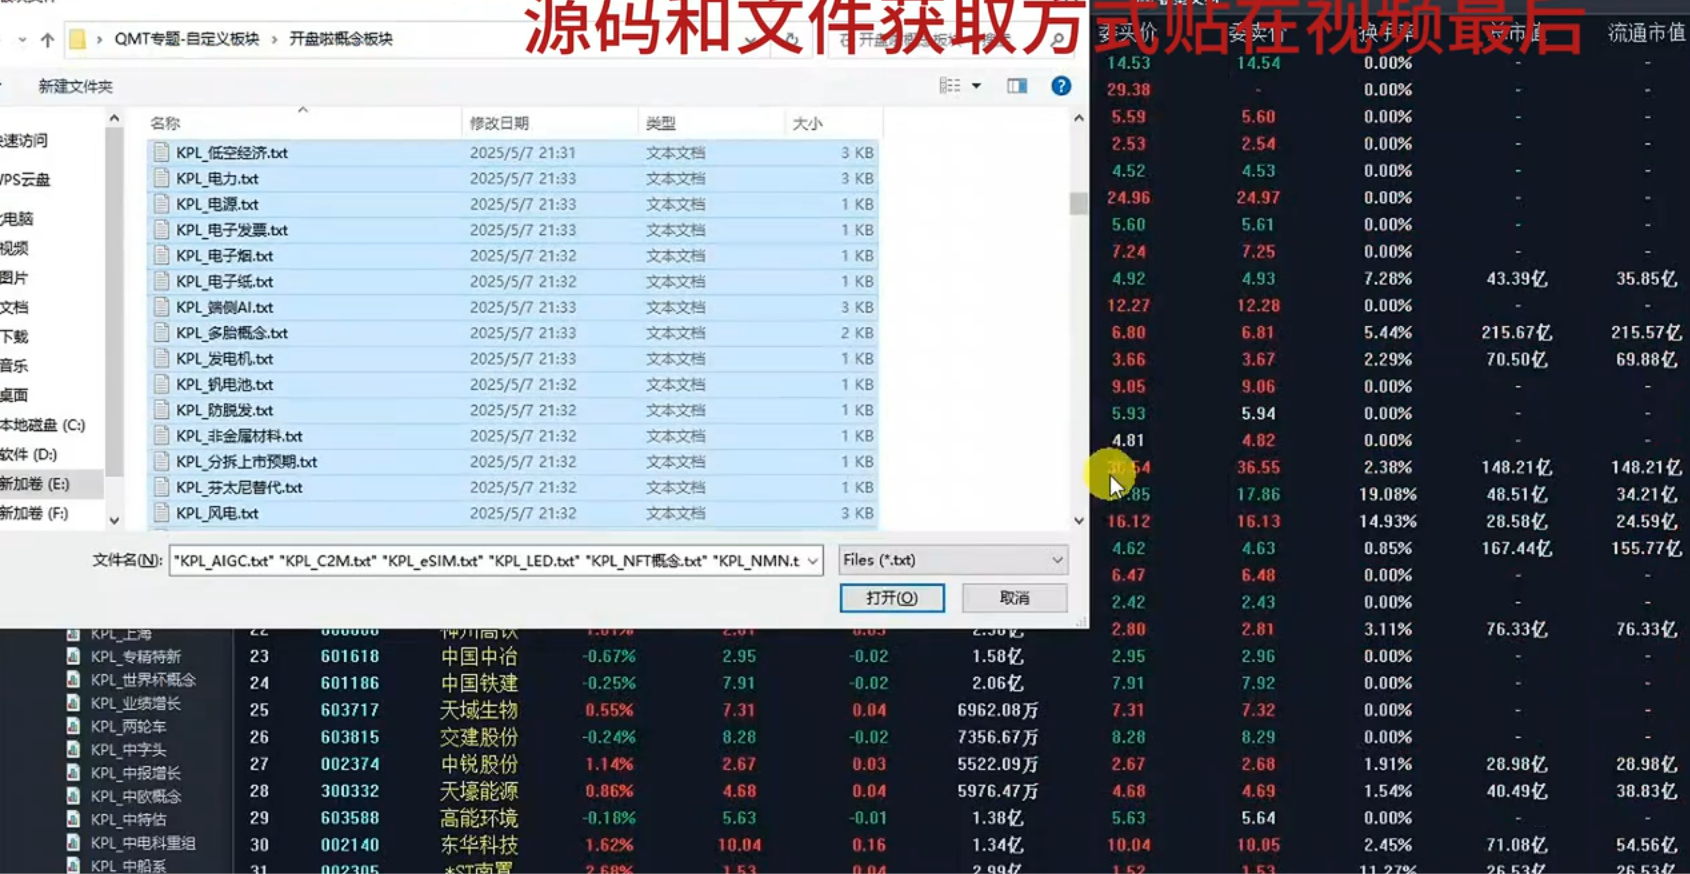 源码和文件获取方式贴在视频最后
QMT专题-自定义板块 › 开盘啦概念板块
新建文件夹
名称 修改日期 类型 大小
KPL_低空经济.txt 2025/5/7 21:31 文本文档 3 KB
KPL_电力.txt 2025/5/7 21:33 文本文档 3 KB
KPL_电源.txt 2025/5/7 21:33 文本文档 1 KB
KPL_电子发票.txt 2025/5/7 21:33 文本文档 1 KB
KPL_电子烟.txt 2025/5/7 21:32 文本文档 1 KB
KPL_电子纸.txt 2025/5/7 21:32 文本文档 1 KB
KPL_端侧AI.txt 2025/5/7 21:33 文本文档 3 KB
KPL_多胎概念.txt 2025/5/7 21:33 文本文档 2 KB
KPL_发电机.txt 2025/5/7 21:33 文本文档 1 KB
KPL_钒电池.txt 2025/5/7 21:32 文本文档 1 KB
KPL_防脱发.txt 2025/5/7 21:32 文本文档 1 KB
KPL_非金属材料.txt 2025/5/7 21:32 文本文档 1 KB
KPL_分拆上市预期.txt 2025/5/7 21:32 文本文档 1 KB
KPL_芬太尼替代.txt 2025/5/7 21:32 文本文档 1 KB
KPL_风电.txt 2025/5/7 21:32 文本文档 3 KB
速访问
WPS云盘
电脑
视频
图片
文档
下载
音乐
桌面
本地磁盘 (C:)
软件 (D:)
新加卷 (E:)
新加卷 (F:)
文件名(N): "KPL_AIGC.txt" "KPL_C2M.txt" "KPL_eSIM.txt" "KPL_LED.txt" "KPL_NFT概念.txt" "KPL_NMN.t Files (*.txt)
打开(O) 取消
委买价 委卖价 换手率 总市值 流通市值
14.53 14.54 0.00% - -
29.38 - 0.00% - -
5.59 5.60 0.00% - -
2.53 2.54 0.00% - -
4.52 4.53 0.00% - -
24.96 24.97 0.00% - -
5.60 5.61 0.00% - -
7.24 7.25 0.00% - -
4.92 4.93 7.28% 43.39亿 35.85亿
12.27 12.28 0.00% - -
6.80 6.81 5.44% 215.67亿 215.57亿
3.66 3.67 2.29% 70.50亿 69.88亿
9.05 9.06 0.00% - -
5.93 5.94 0.00% - -
4.81 4.82 0.00% - -
36.54 36.55 2.38% 148.21亿 148.21亿
.85 17.86 19.08% 48.51亿 34.21亿
16.12 16.13 14.93% 28.58亿 24.59亿
4.62 4.63 0.85% 167.44亿 155.77亿
6.47 6.48 0.00% - -
2.42 2.43 0.00% - -
2.80 2.81 3.11% 76.33亿 76.33亿
KPL_上海
KPL_专精特新
KPL_世界杯概念
KPL_业绩增长
KPL_两轮车
KPL_中字头
KPL_中报增长
KPL_中欧概念
KPL_中特估
KPL_中电科重组
KPL_中船系
23 601618 中国中冶 -0.67% 2.95 -0.02 1.58亿 2.95 2.96 0.00% - -
24 601186 中国铁建 -0.25% 7.91 -0.02 2.06亿 7.91 7.92 0.00% - -
25 603717 天域生物 0.55% 7.31 0.04 6962.08万 7.31 7.32 0.00% - -
26 603815 交建股份 -0.24% 8.28 -0.02 7356.67万 8.28 8.29 0.00% - -
27 002374 中锐股份 1.14% 2.67 0.03 5522.09万 2.67 2.68 1.91% 28.98亿 28.98亿
28 300332 天壕能源 0.86% 4.68 0.04 5976.47万 4.68 4.69 1.54% 40.49亿 38.83亿
29 603588 高能环境 -0.18% 5.63 -0.01 1.38亿 5.63 5.64 0.00% - -
30 002140 东华科技 1.62% 10.04 0.16 1.34亿 10.04 10.05 2.45% 71.08亿 54.56亿
31 002305 *ST南置 2.68% 1.53 0.04 2.99亿 1.52 1.53 11.27% 26.53亿 26.53亿